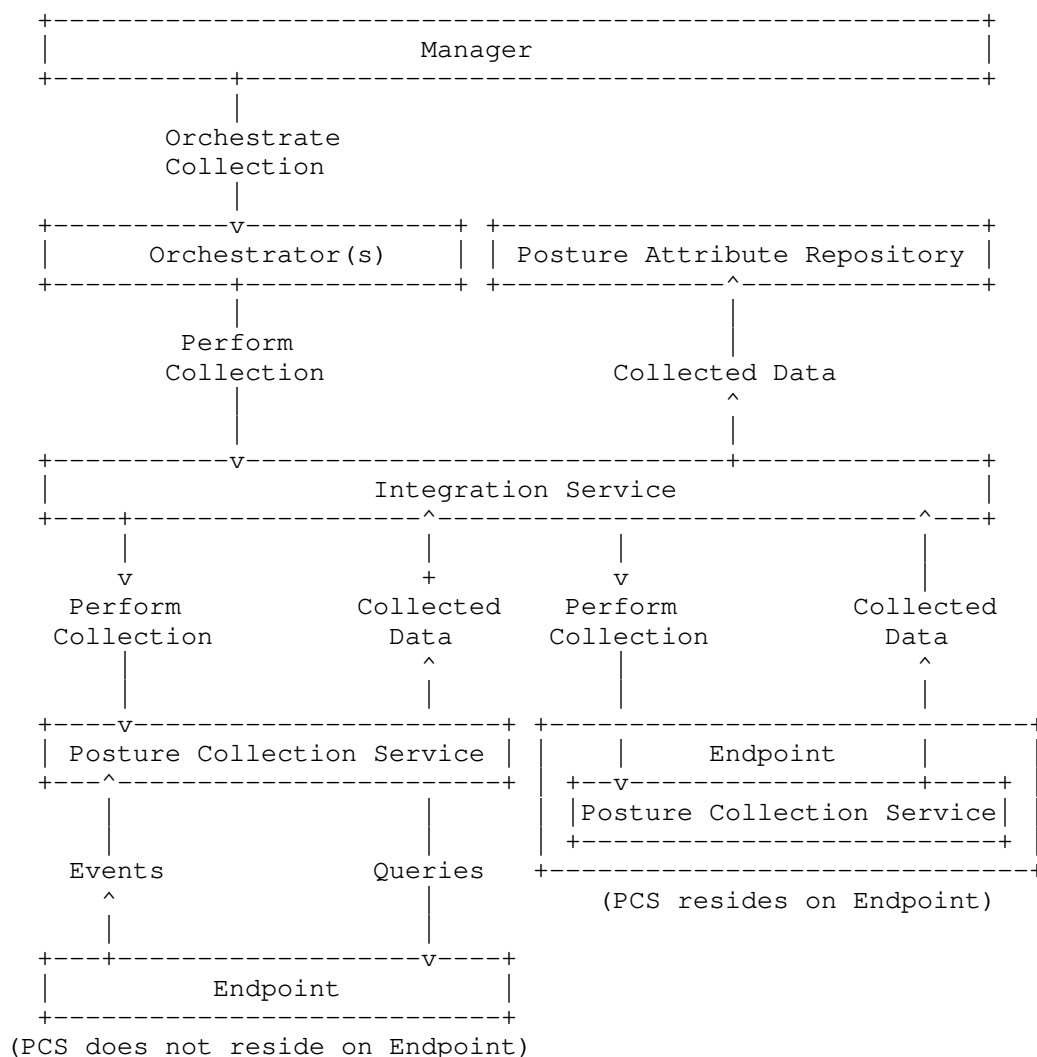 Manager
Orchestrate
Collection
Orchestrator(s)
Posture Attribute Repository
Perform
Collection
Collected Data
Integration Service
Perform
Collection
Collected
Data
Perform
Collection
Collected
Data
Posture Collection Service
Endpoint
Posture Collection Service
Events
Queries
(PCS resides on Endpoint)
Endpoint
(PCS does not reside on Endpoint)